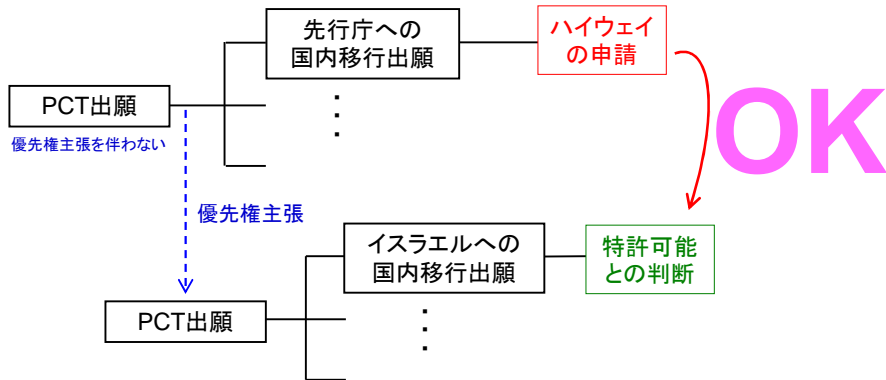 先行庁への
国内移行出願
ハイウェイ
の申請
OK
PCT出願
優先権主張を伴わない
優先権主張
イスラエルへの
国内移行出願
特許可能
との判断
PCT出願